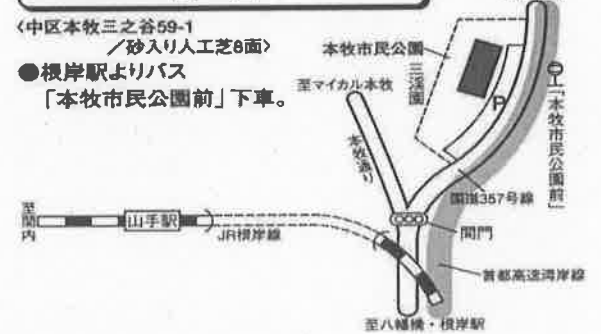 〈中区本牧三之谷59-1
／砂入り人工芝8面〉
●根岸駅よりバス
「本牧市民公園前」下車。
本牧市民公園
三渓園
至マイカル本牧
P
「本牧市民公園前」
本牧通り
国道357号線
至関内
山手駅
JR根岸線
間門
首都高速湾岸線
至八幡橋・根岸駅